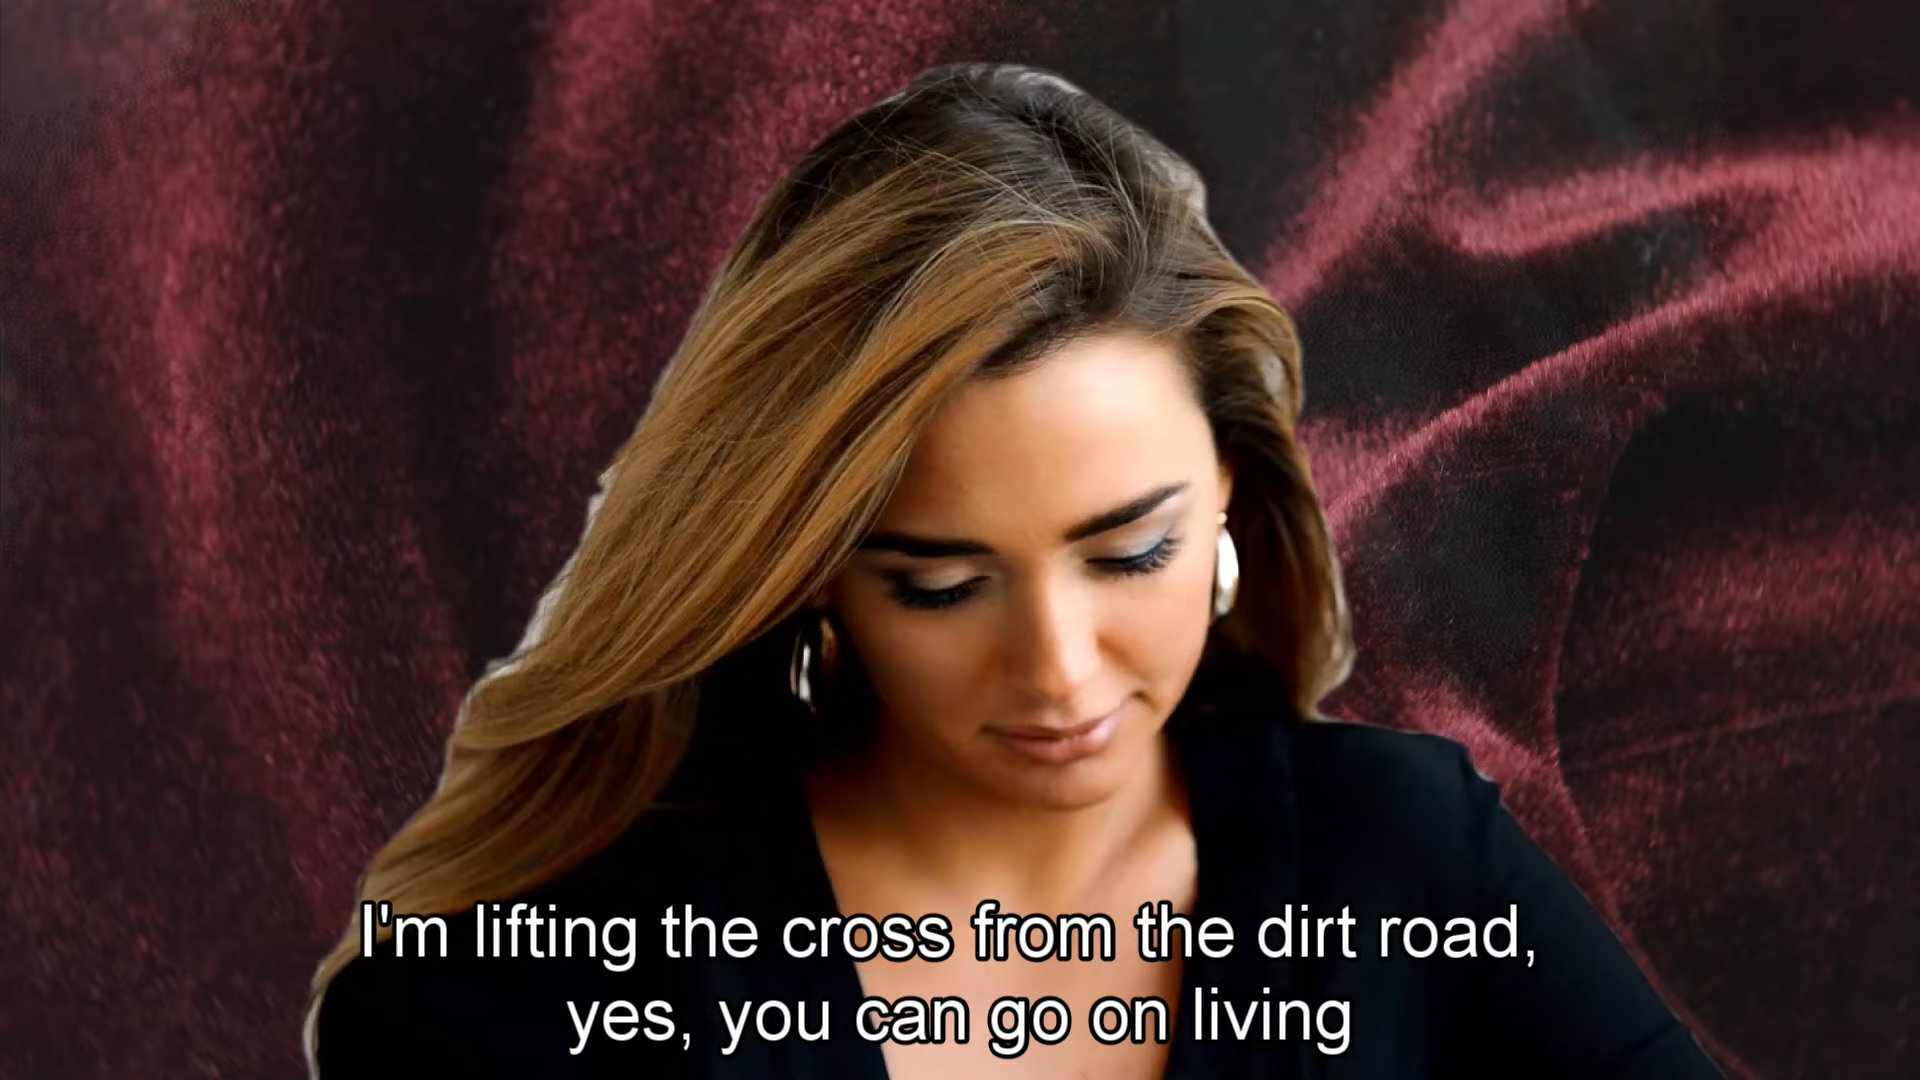 I'm lifting the cross from the dirt road,
yes, you can go on living